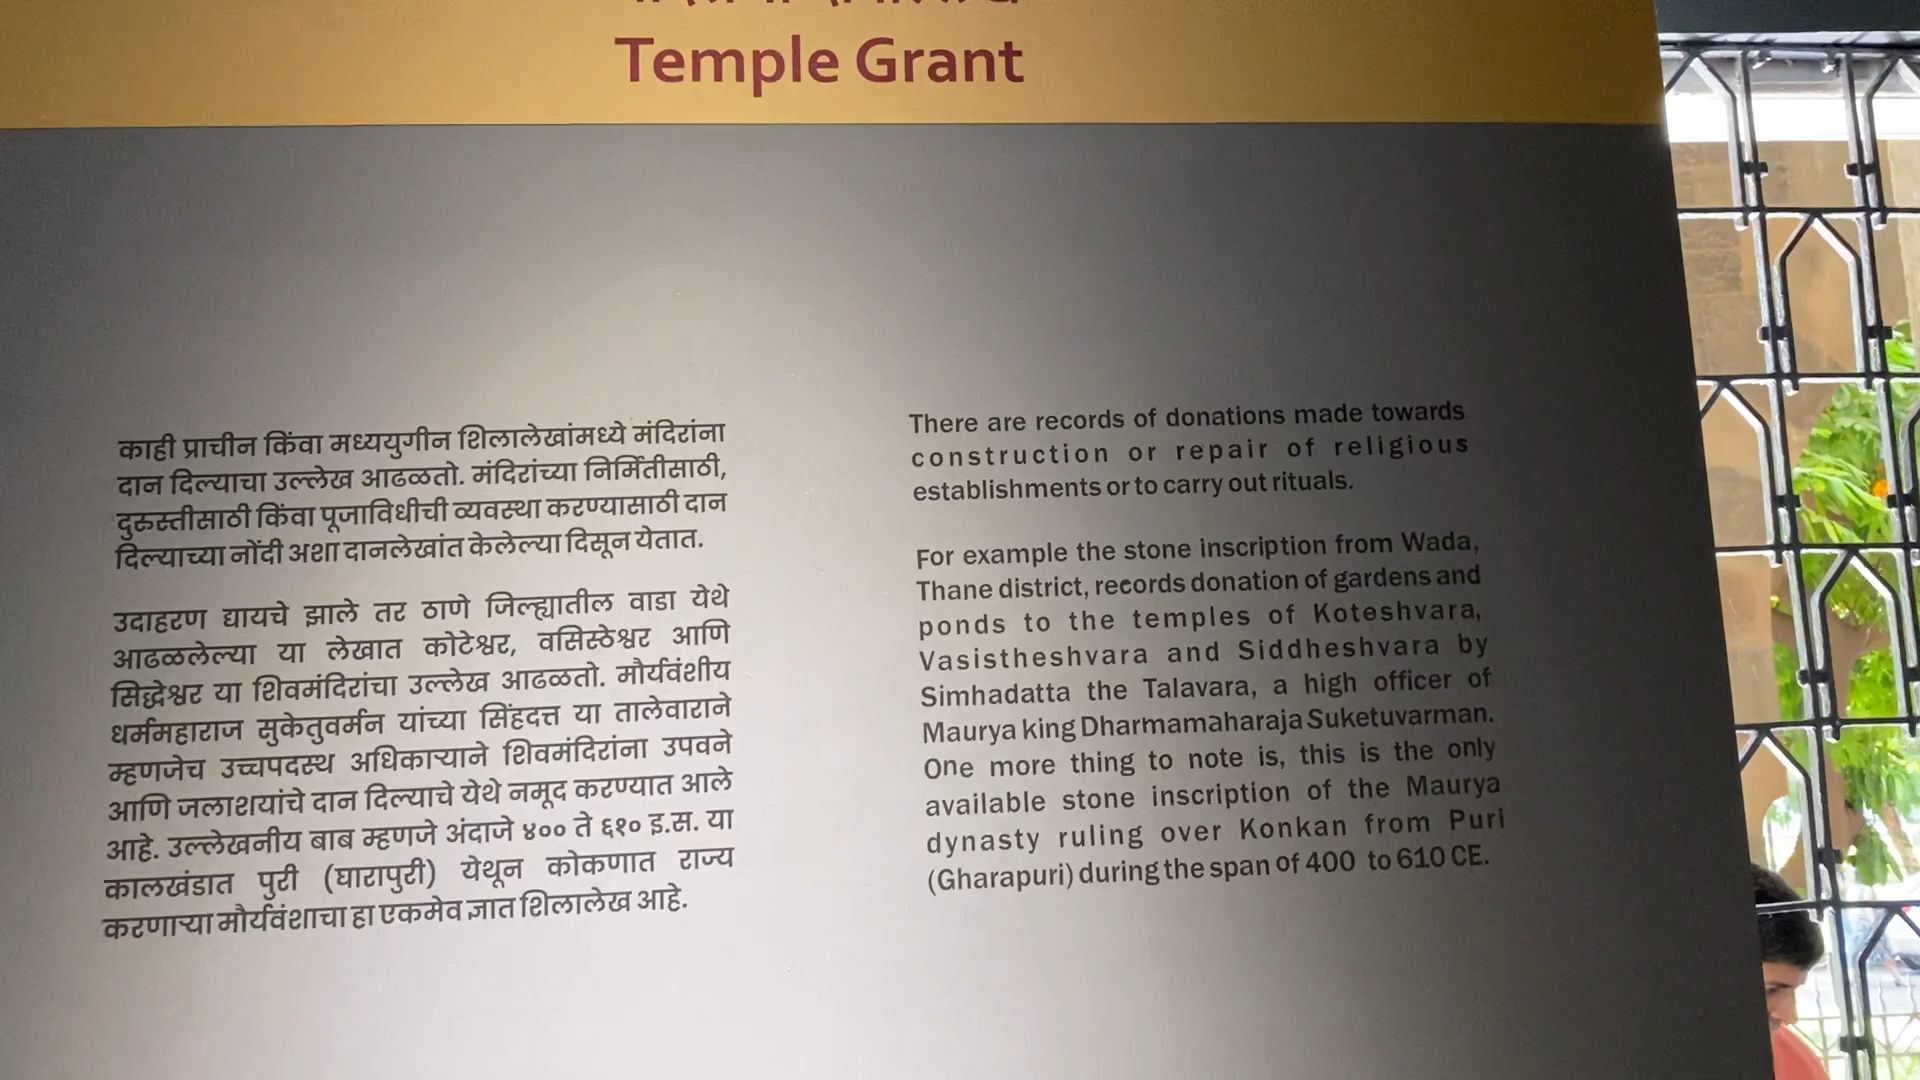 Temple Grant
काही प्राचीन किंवा मध्ययुगीन शिलालेखांमध्ये मंदिरांना
दान दिल्याचा उल्लेख आढळतो. मंदिरांच्या निर्मितीसाठी,
दुरुस्तीसाठी किंवा पूजाविधीची व्यवस्था करण्यासाठी दान
दिल्याच्या नोंदी अशा दानलेखांत केलेल्या दिसून येतात.
उदाहरण द्यायचे झाले तर ठाणे जिल्ह्यातील वाडा येथे
आढळलेल्या या लेखात कोटेश्वर, वसिस्ठेश्वर आणि
सिद्धेश्वर या शिवमंदिरांचा उल्लेख आढळतो. मौर्यवंशीय
धर्ममहाराज सुकेतुवर्मन यांच्या सिंहदत्त या तालेवाराने
म्हणजेच उच्चपदस्थ अधिकाऱ्याने शिवमंदिरांना उपवने
आणि जलाशयांचे दान दिल्याचे येथे नमूद करण्यात आले
आहे. उल्लेखनीय बाब म्हणजे अंदाजे ४०० ते ६१० इ.स. या
कालखंडात पुरी (घारापुरी) येथून कोकणात राज्य
करणाऱ्या मौर्यवंशाचा हा एकमेव ज्ञात शिलालेख आहे.
There are records of donations made towards
construction or repair of religious
establishments or to carry out rituals.
For example the stone inscription from Wada,
Thane district, records donation of gardens and
ponds to the temples of Koteshvara,
Vasistheshvara and Siddheshvara by
Simhadatta the Talavara, a high officer of
Maurya king Dharmamaharaja Suketuvarman.
One more thing to note is, this is the only
available stone inscription of the Maurya
dynasty ruling over Konkan from Puri
(Gharapuri) during the span of 400 to 610 CE.